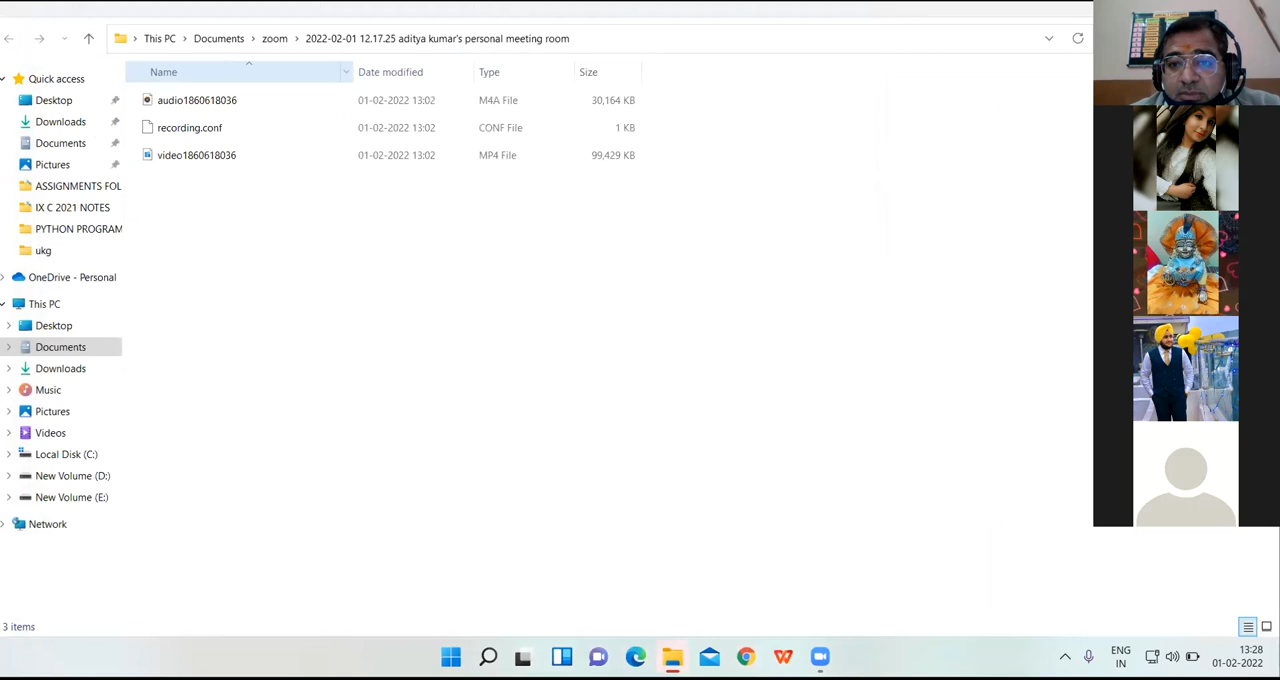 This PC > Documents > zoom > 2022-02-01 12.17.25 aditya kumar's personal meeting room
Name Date modified Type Size
audio1860618036 01-02-2022 13:02 M4A File 30,164 KB
recording.conf 01-02-2022 13:02 CONF File 1 KB
video1860618036 01-02-2022 13:02 MP4 File 99,429 KB
Quick access
Desktop
Downloads
Documents
Pictures
ASSIGNMENTS FOL
IX C 2021 NOTES
PYTHON PROGRAM
ukg
OneDrive - Personal
This PC
Desktop
Documents
Downloads
Music
Pictures
Videos
Local Disk (C:)
New Volume (D:)
New Volume (E:)
Network
3 items
ENG
IN
13:28
01-02-2022